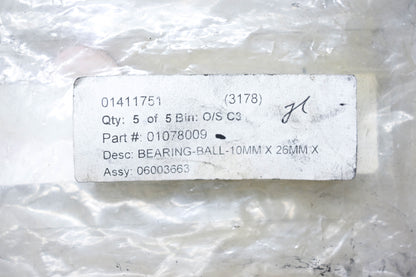 01411751 (3178)
Qty: 5 of 5 Bin: O/S C3
Part #: 01078009
Desc: BEARING-BALL-10MM X 26MM X
Assy: 06003663